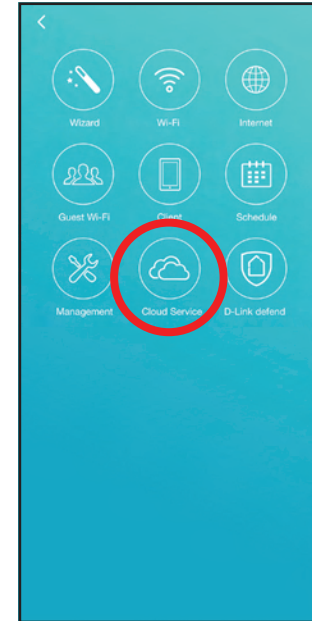 Wizard Wi-Fi Internet
Guest Wi-Fi Client Schedule
Management Cloud Service D-Link defend